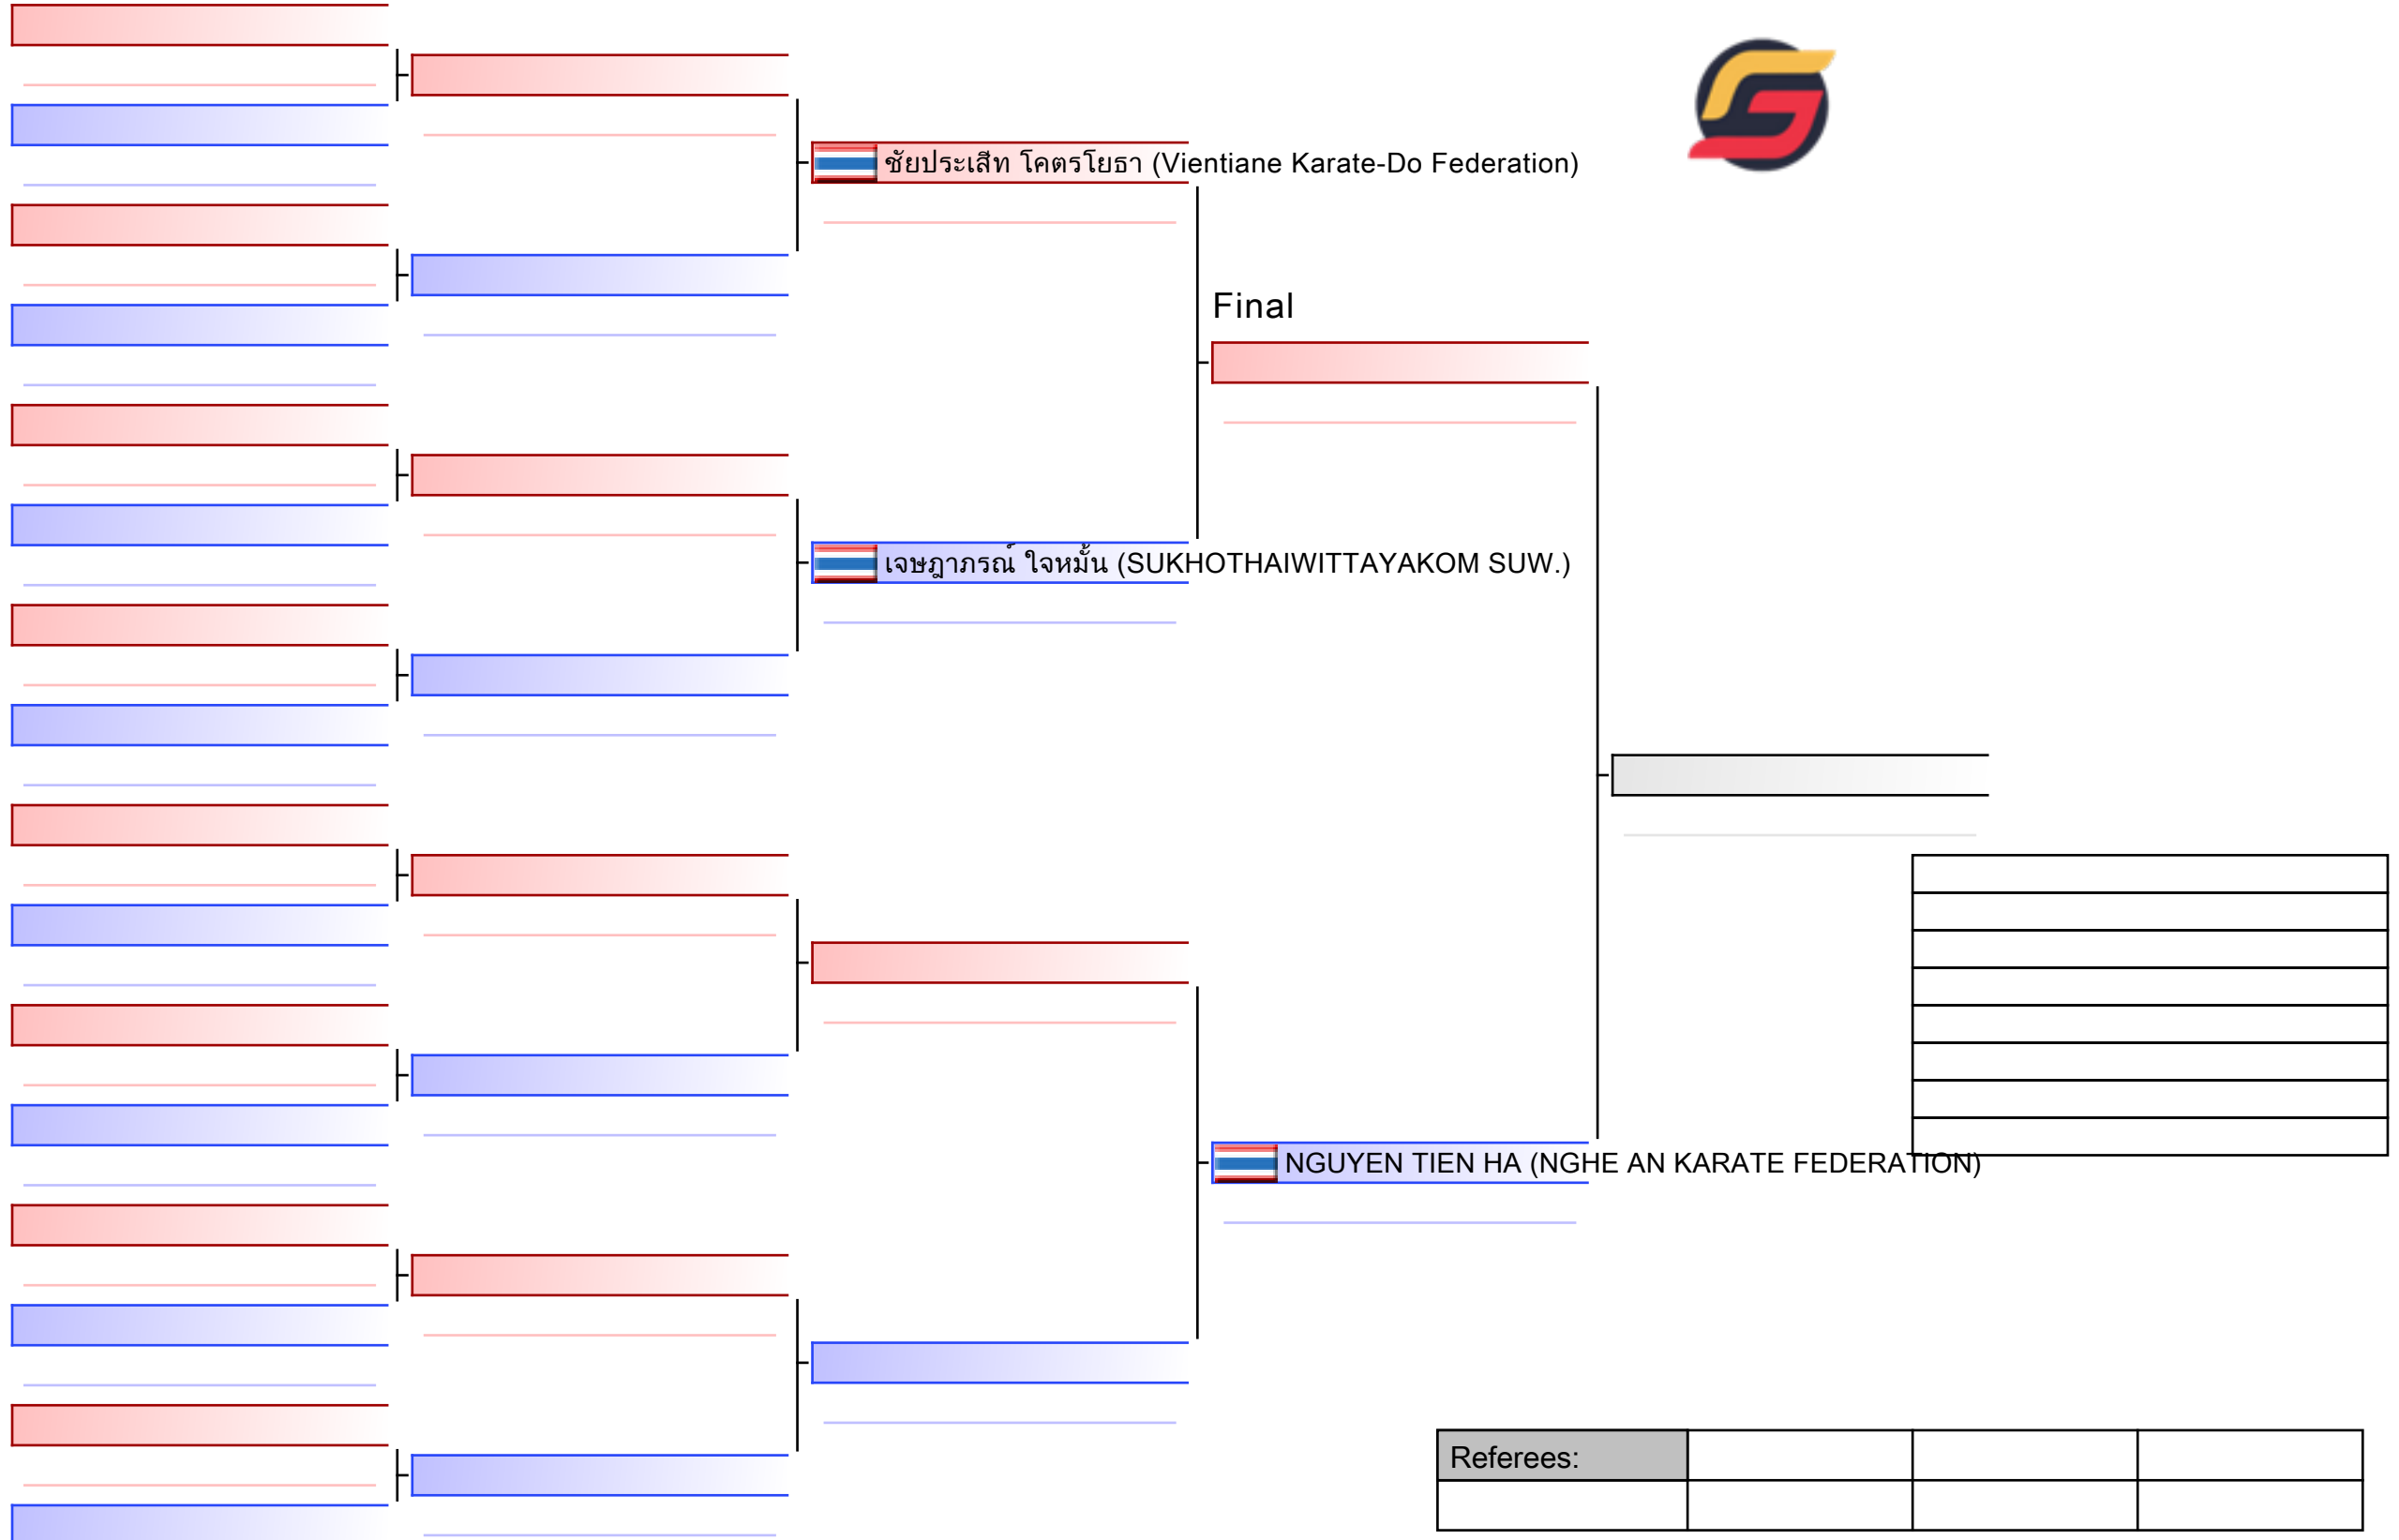 ชัยประเสีท โคตรโยธา (Vientiane Karate-Do Federation)
Final
เจษฎาภรณ์ ใจหมั้น (SUKHOTHAIWITTAYAKOM SUW.)
NGUYEN TIEN HA (NGHE AN KARATE FEDERATION)
Referees: